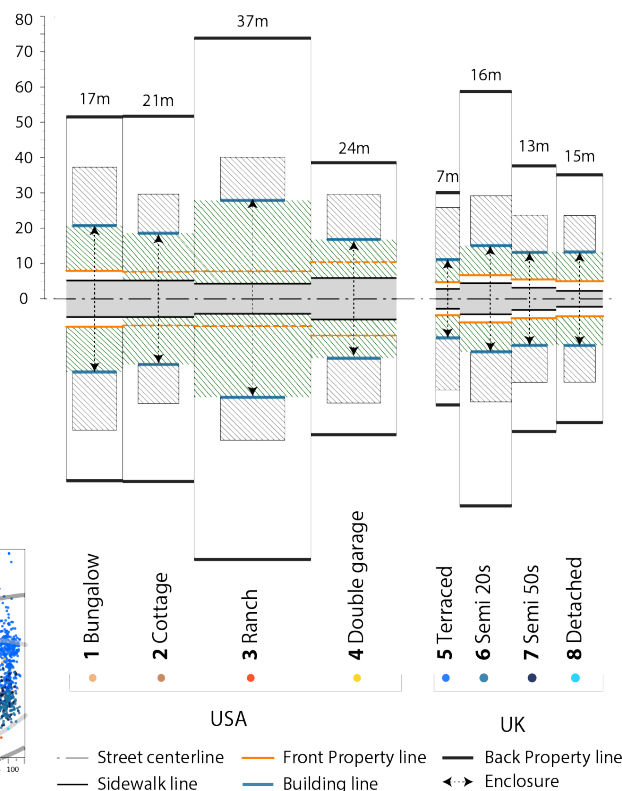 80
37m
70
16m
60
17m
21m
50
13m
24m
15m
40
7m
30
20
10
0
1 Bungalow
2 Cottage
3 Ranch
4 Double garage
5 Terraced
6 Semi 20s
7 Semi 50s
8 Detached
USA
UK
100
Street centerline
Front Property line
Back Property line
Sidewalk line
Building line
Enclosure